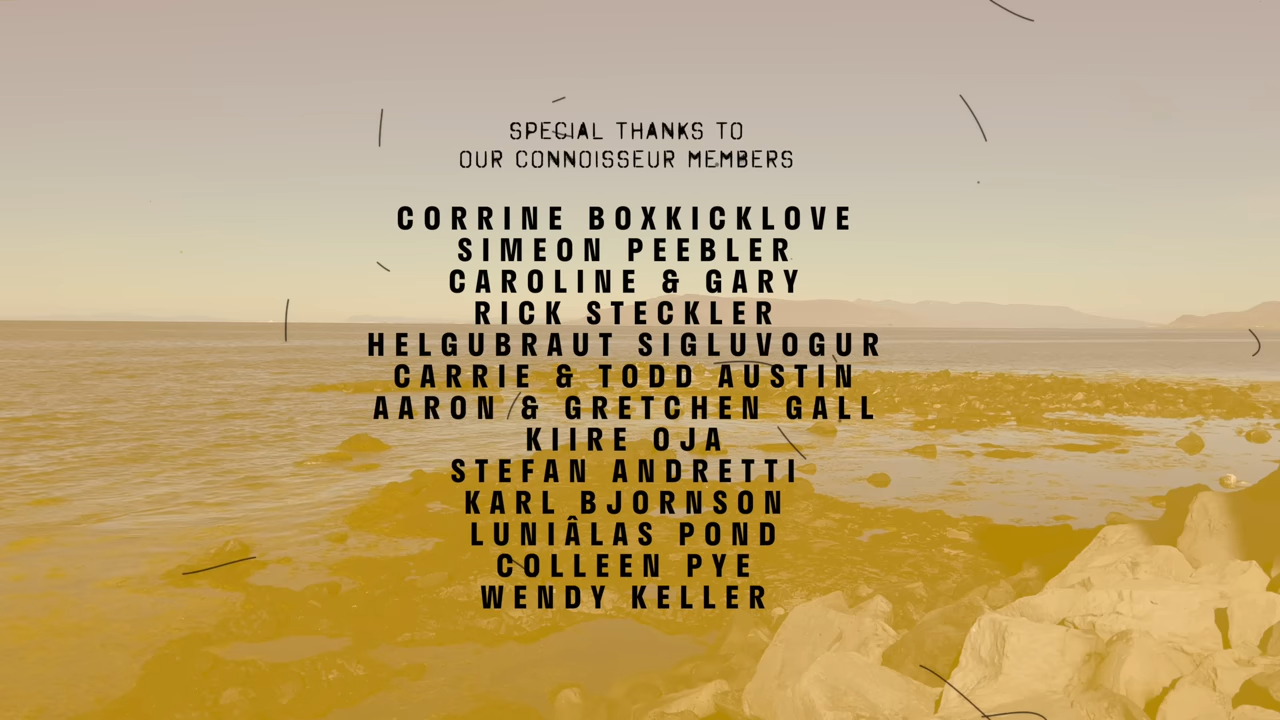 SPECIAL THANKS TO
OUR CONNOISSEUR MEMBERS
CORRINE BOXKICKLOVE
SIMEON PEEBLER
CAROLINE & GARY
RICK STECKLER
HELGUBRAUT SIGLUVOGUR
CARRIE & TODD AUSTIN
AARON & GRETCHEN GALL
KIIRE OJA
STEFAN ANDRETTI
KARL BJORNSON
LUNIÂLAS POND
COLLEEN PYE
WENDY KELLER